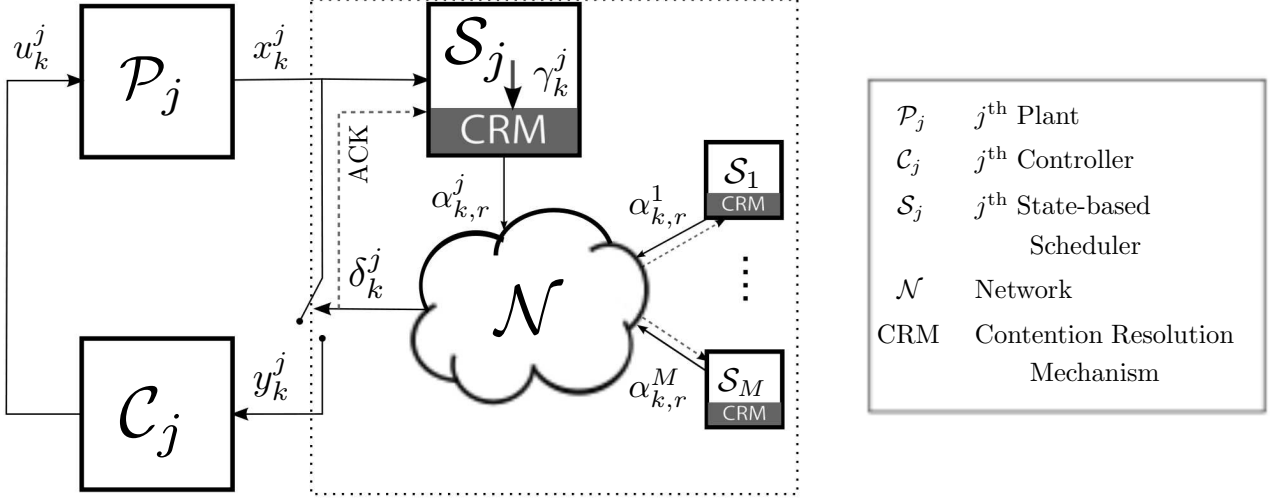 u_k^j
𝒫_j
x_k^j
𝒮_j
γ_k^j
CRM
ACK
α_{k,r}^j
δ_k^j
𝒩
α_{k,r}^1
𝒮_1
CRM
⋮
α_{k,r}^M
𝒮_M
CRM
y_k^j
𝒞_j
𝒫_j j^th Plant
𝒞_j j^th Controller
𝒮_j j^th State-based
Scheduler
𝒩 Network
CRM Contention Resolution
Mechanism